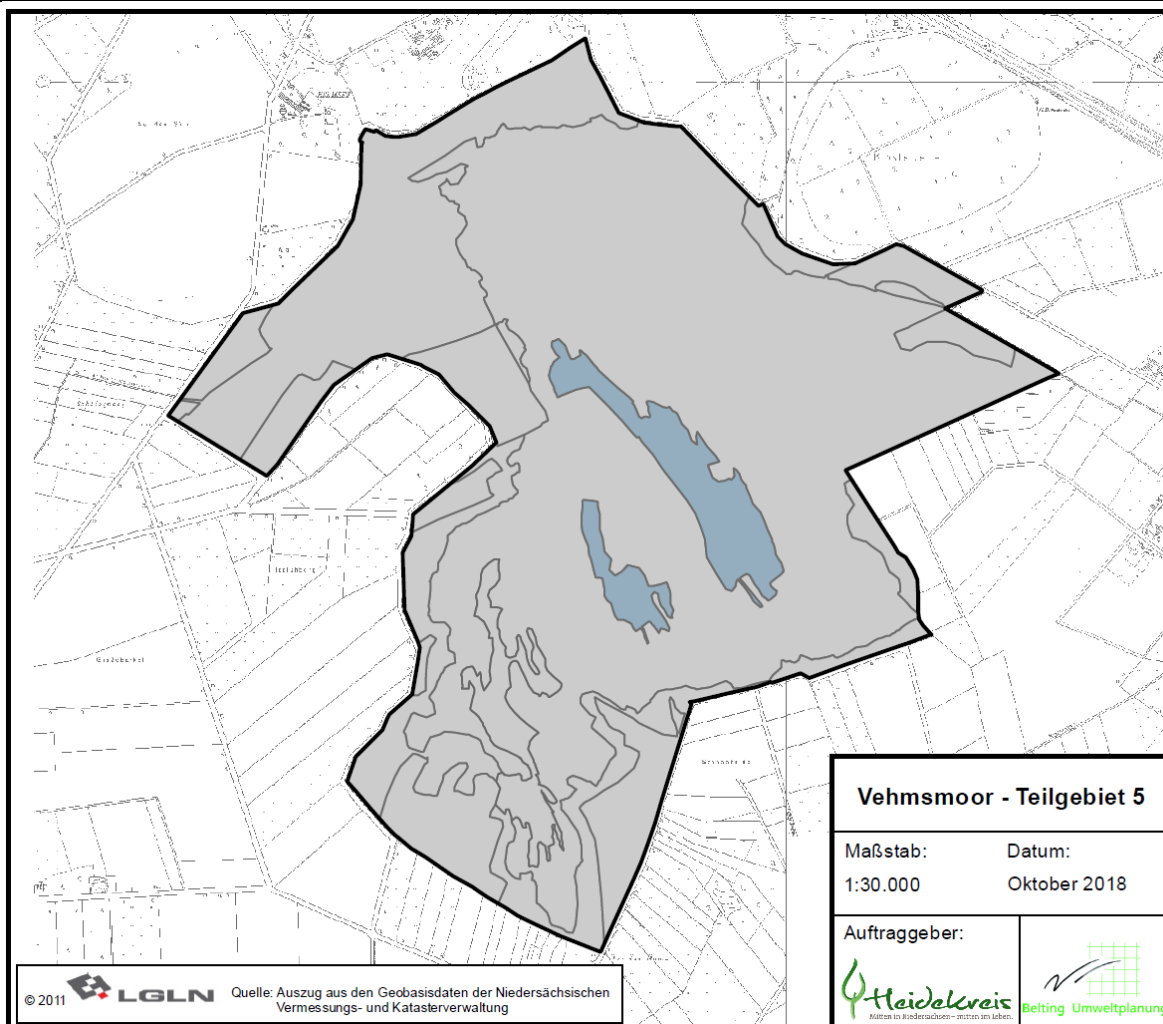 Vehmsmoor - Teilgebiet 5
Maßstab:
Datum:
1:30.000
Oktober 2018
Auftraggeber:
Heidekreis
Mitten in Niedersachsen – mitten im Leben.
Belting Umweltplanung
© 2011
LGLN
Quelle: Auszug aus den Geobasisdaten der Niedersächsischen
Vermessungs- und Katasterverwaltung